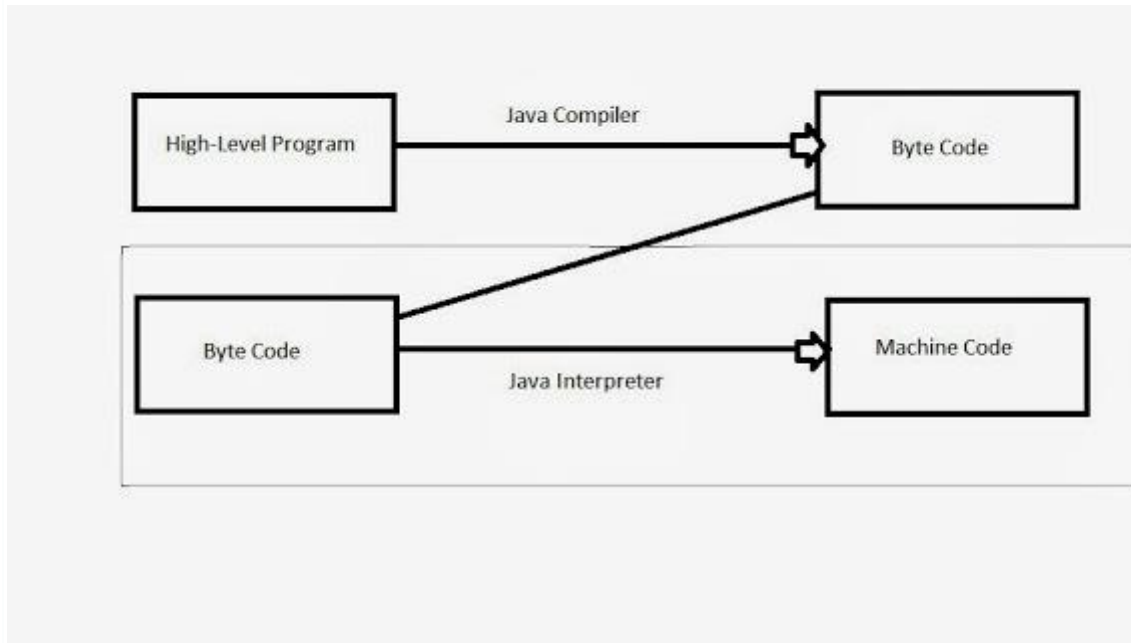 Java Compiler
High-Level Program
Byte Code
Byte Code
Machine Code
Java Interpreter